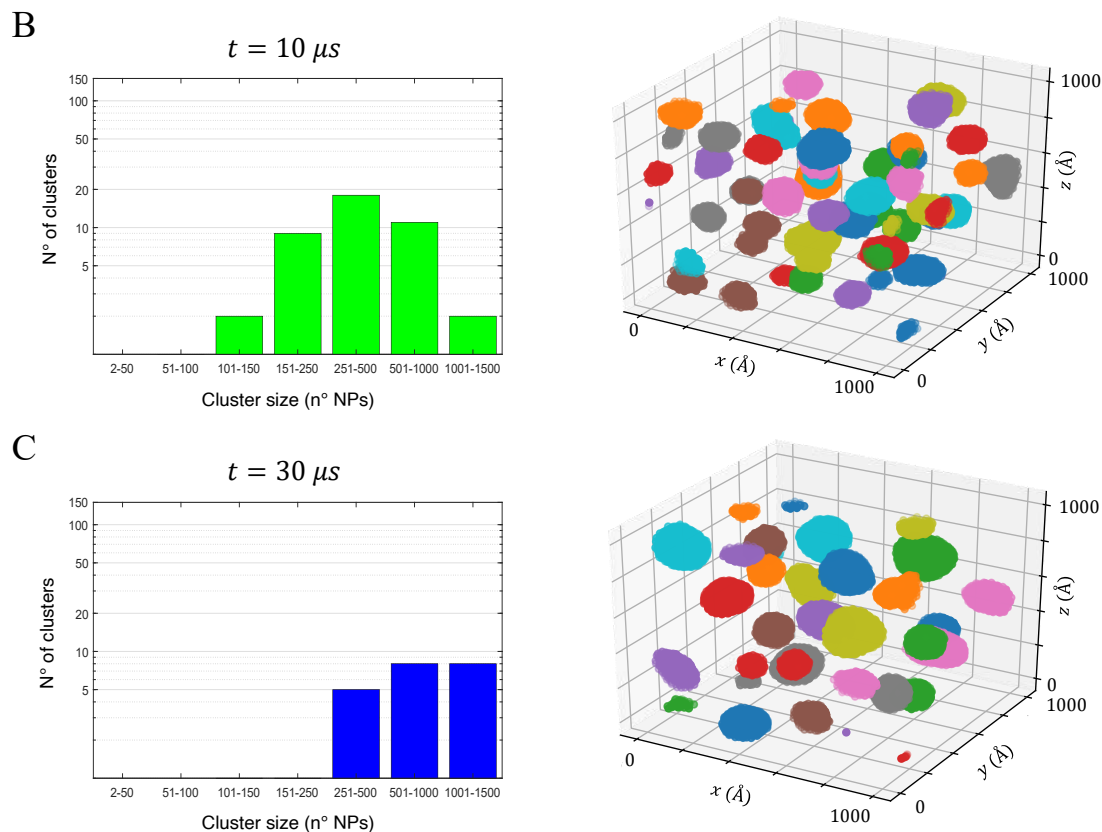 B
t = 10 μs
150
100
50
20
10
5
N° of clusters
2-50 51-100 101-150 151-250 251-500 501-1000 1001-1500
Cluster size (n° NPs)
1000
z (Å)
0
1000
y (Å)
0
0
x (Å)
1000
C
t = 30 μs
150
100
50
20
10
5
N° of clusters
2-50 51-100 101-150 151-250 251-500 501-1000 1001-1500
Cluster size (n° NPs)
1000
z (Å)
0
1000
y (Å)
0
0
x (Å)
1000